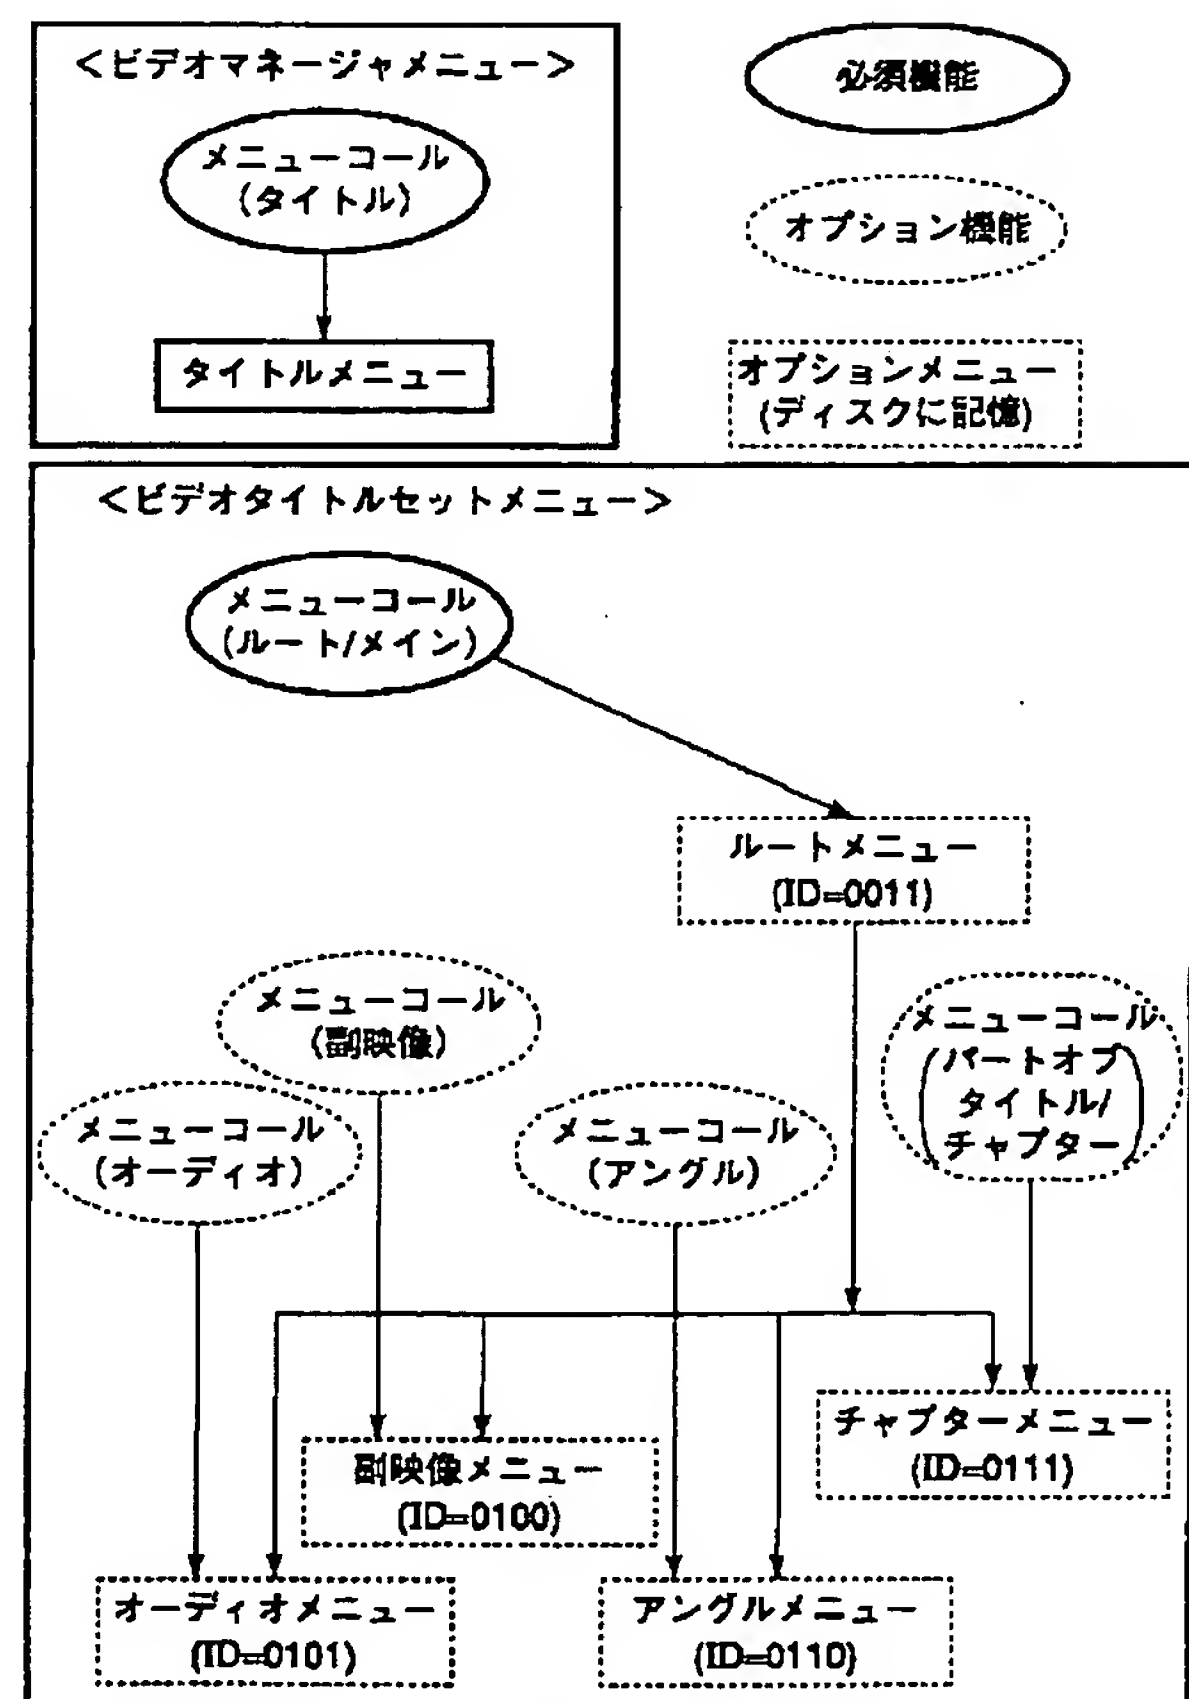 <ビデオマネージャメニュー>
メニューコール
(タイトル)
タイトルメニュー
必須機能
オプション機能
オプションメニュー
(ディスクに記憶)
<ビデオタイトルセットメニュー>
メニューコール
(ルート/メイン)
ルートメニュー
(ID=0011)
メニューコール
(副映像)
メニューコール
(オーディオ)
メニューコール
(アングル)
メニューコール
(パートオブ
タイトル/
チャプター)
チャプターメニュー
(ID=0111)
副映像メニュー
(ID=0100)
オーディオメニュー
(ID=0101)
アングルメニュー
(ID=0110)